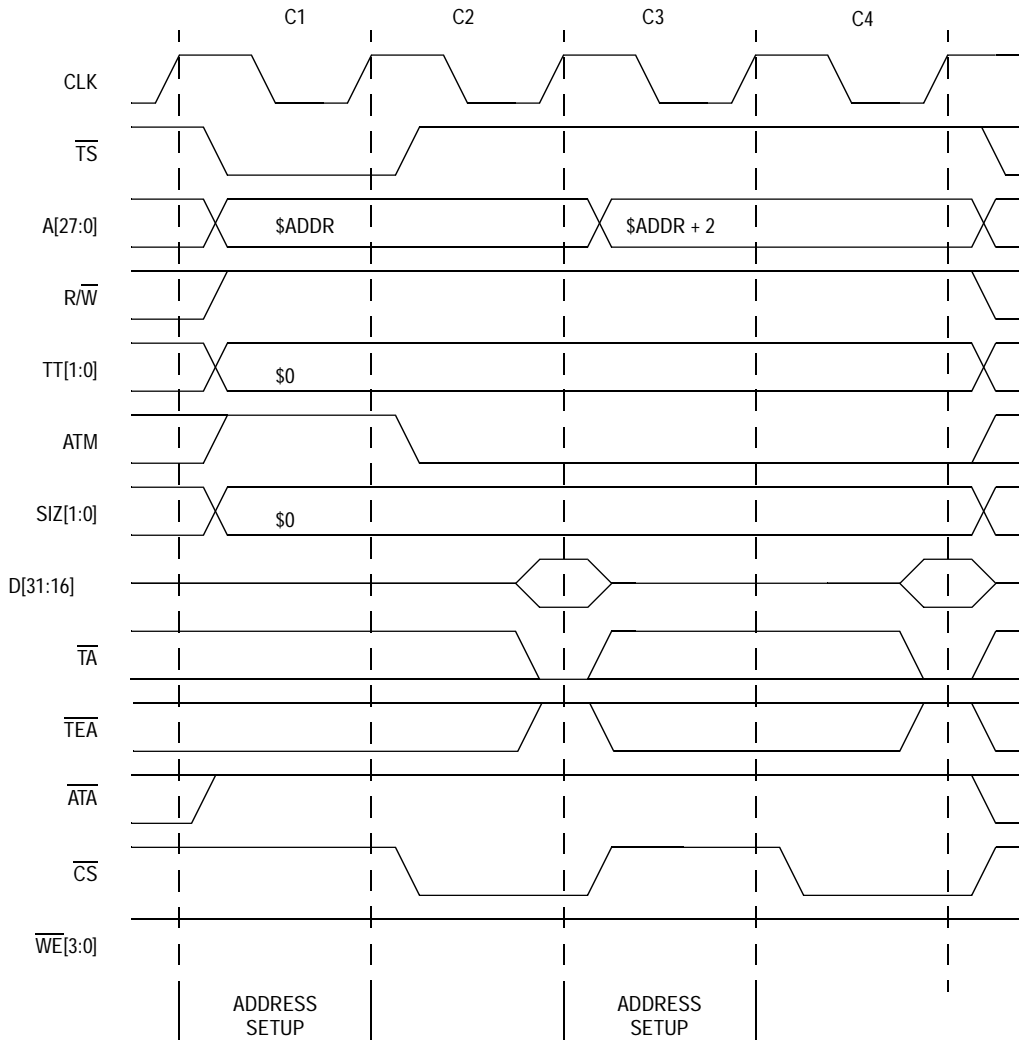 C1 C2 C3 C4
CLK
TS
A[27:0] $ADDR $ADDR + 2
R/W
TT[1:0] $0
ATM
SIZ[1:0] $0
D[31:16]
TA
TEA
ATA
CS
WE[3:0]
ADDRESS ADDRESS
SETUP SETUP